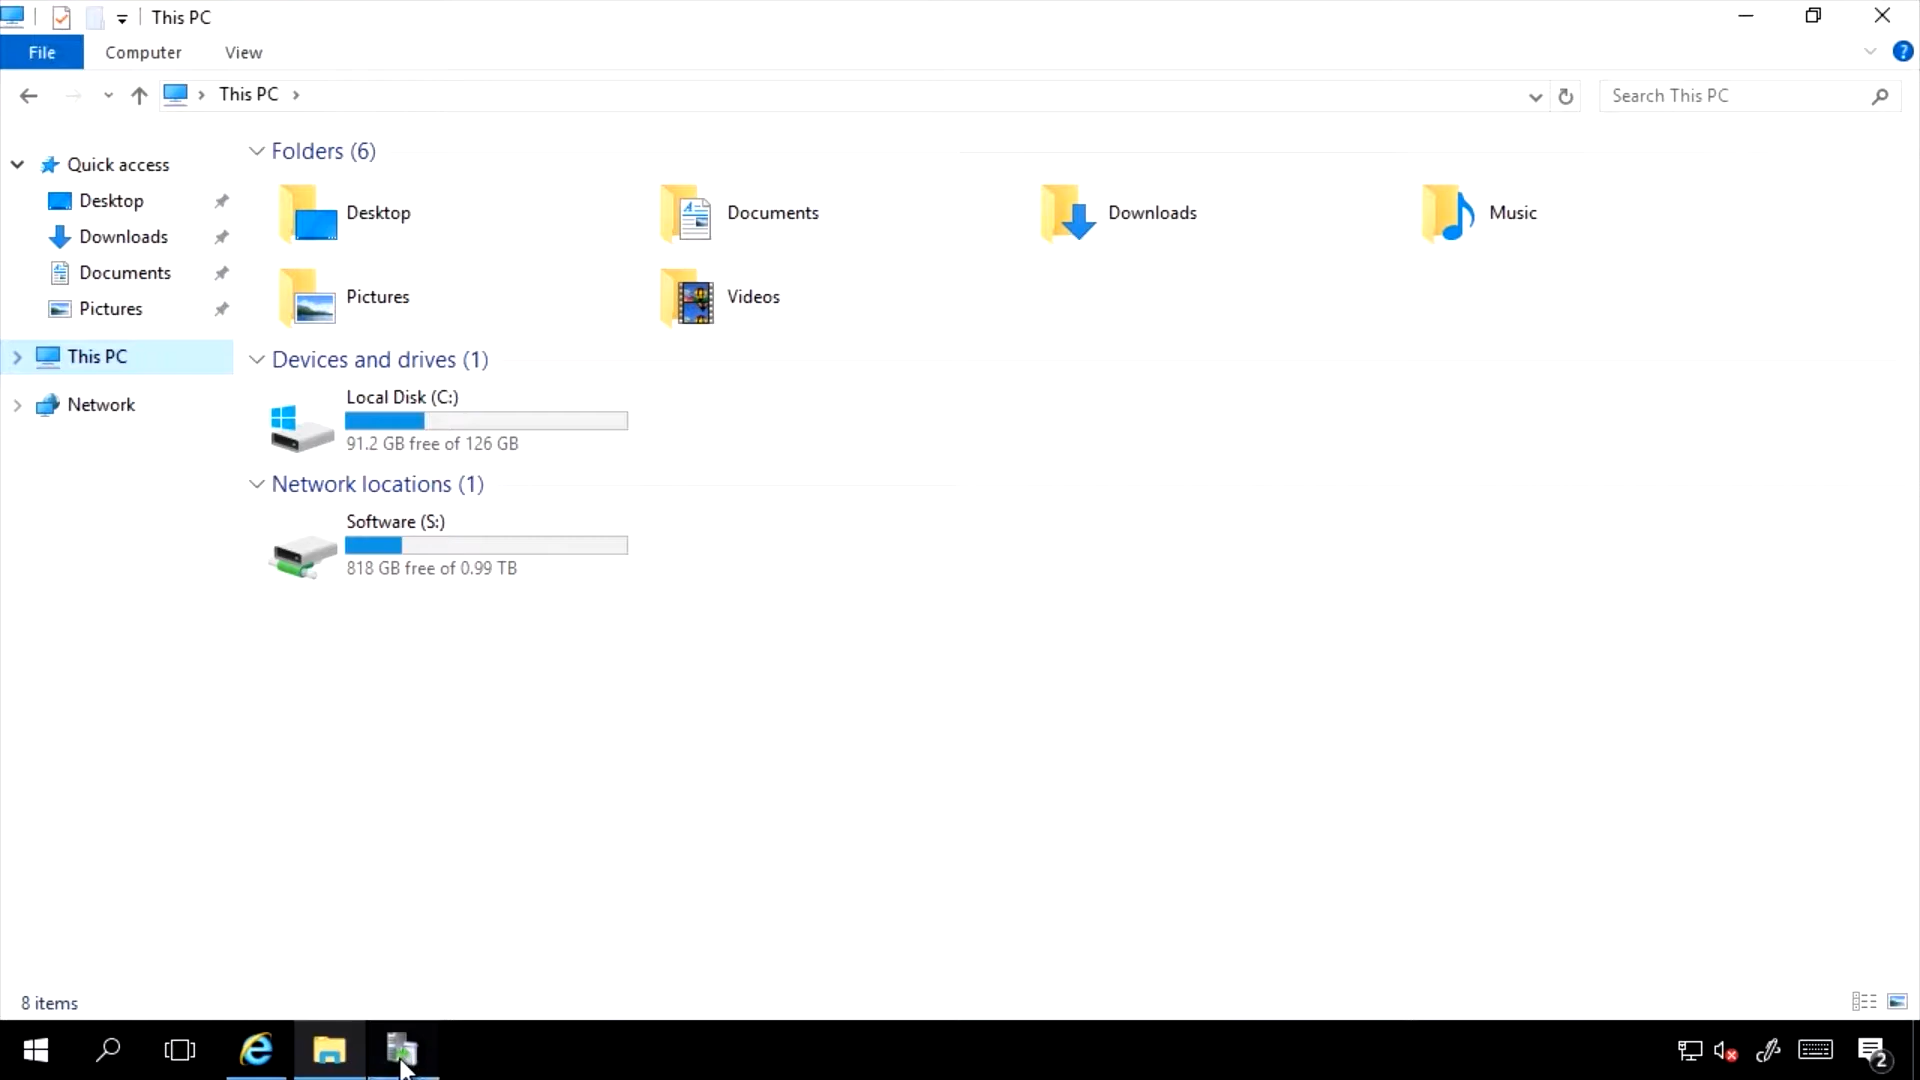 This PC
File Computer View
This PC
Search This PC
Quick access
Desktop
Downloads
Documents
Pictures
This PC
Network
Folders (6)
Desktop
Documents
Downloads
Music
Pictures
Videos
Devices and drives (1)
Local Disk (C:)
91.2 GB free of 126 GB
Network locations (1)
Software (S:)
818 GB free of 0.99 TB
8 items
2